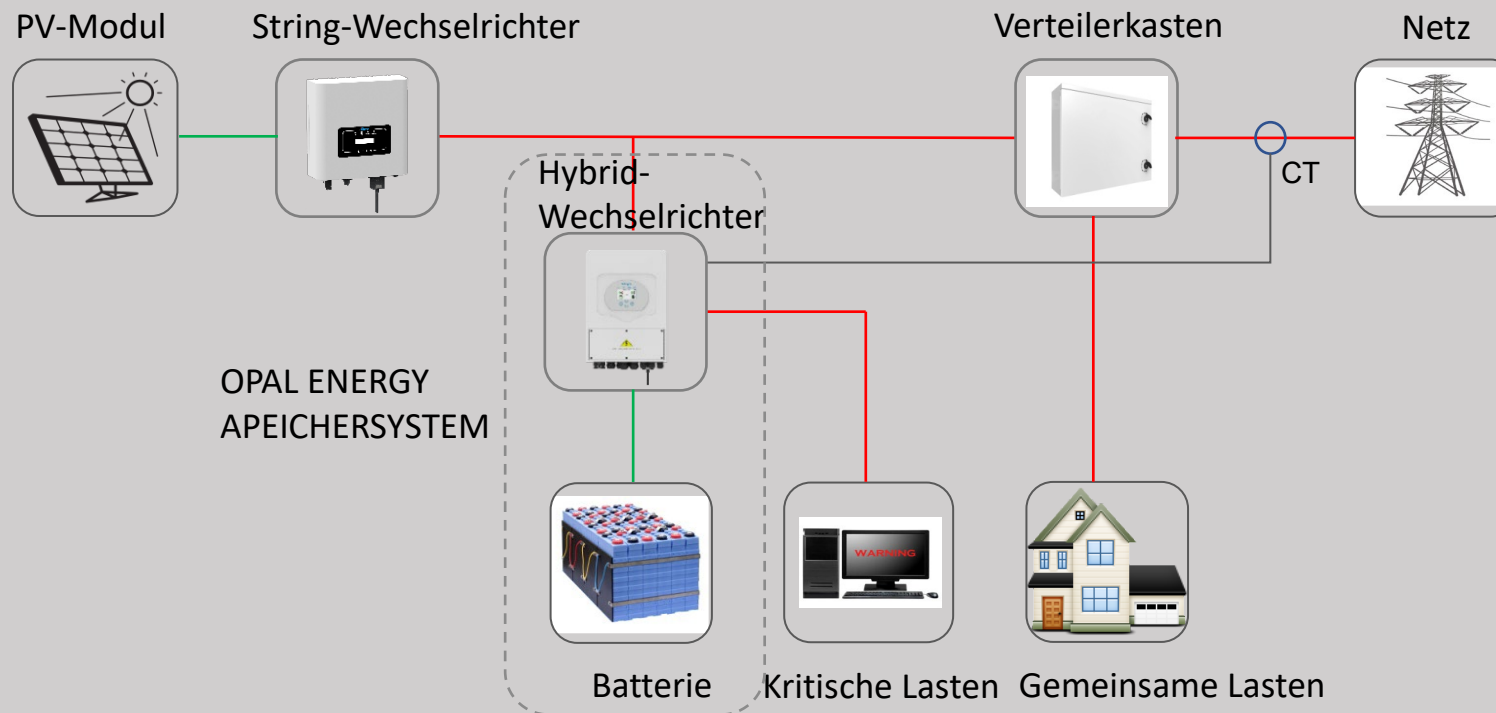 PV-Modul
String-Wechselrichter
Verteilerkasten
Netz
CT
Hybrid-
Wechselrichter
OPAL ENERGY
APEICHERSYSTEM
WARNING
Batterie
Kritische Lasten
Gemeinsame Lasten